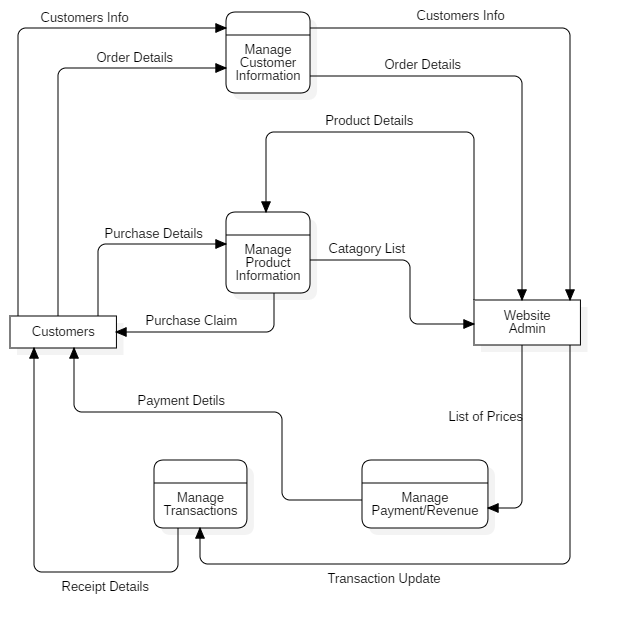 Customers Info
Customers Info
Manage
Customer
Information
Order Details
Order Details
Product Details
Purchase Details
Manage
Product
Information
Catagory List
Purchase Claim
Customers
Website
Admin
Payment Detils
List of Prices
Manage
Transactions
Manage
Payment/Revenue
Receipt Details
Transaction Update